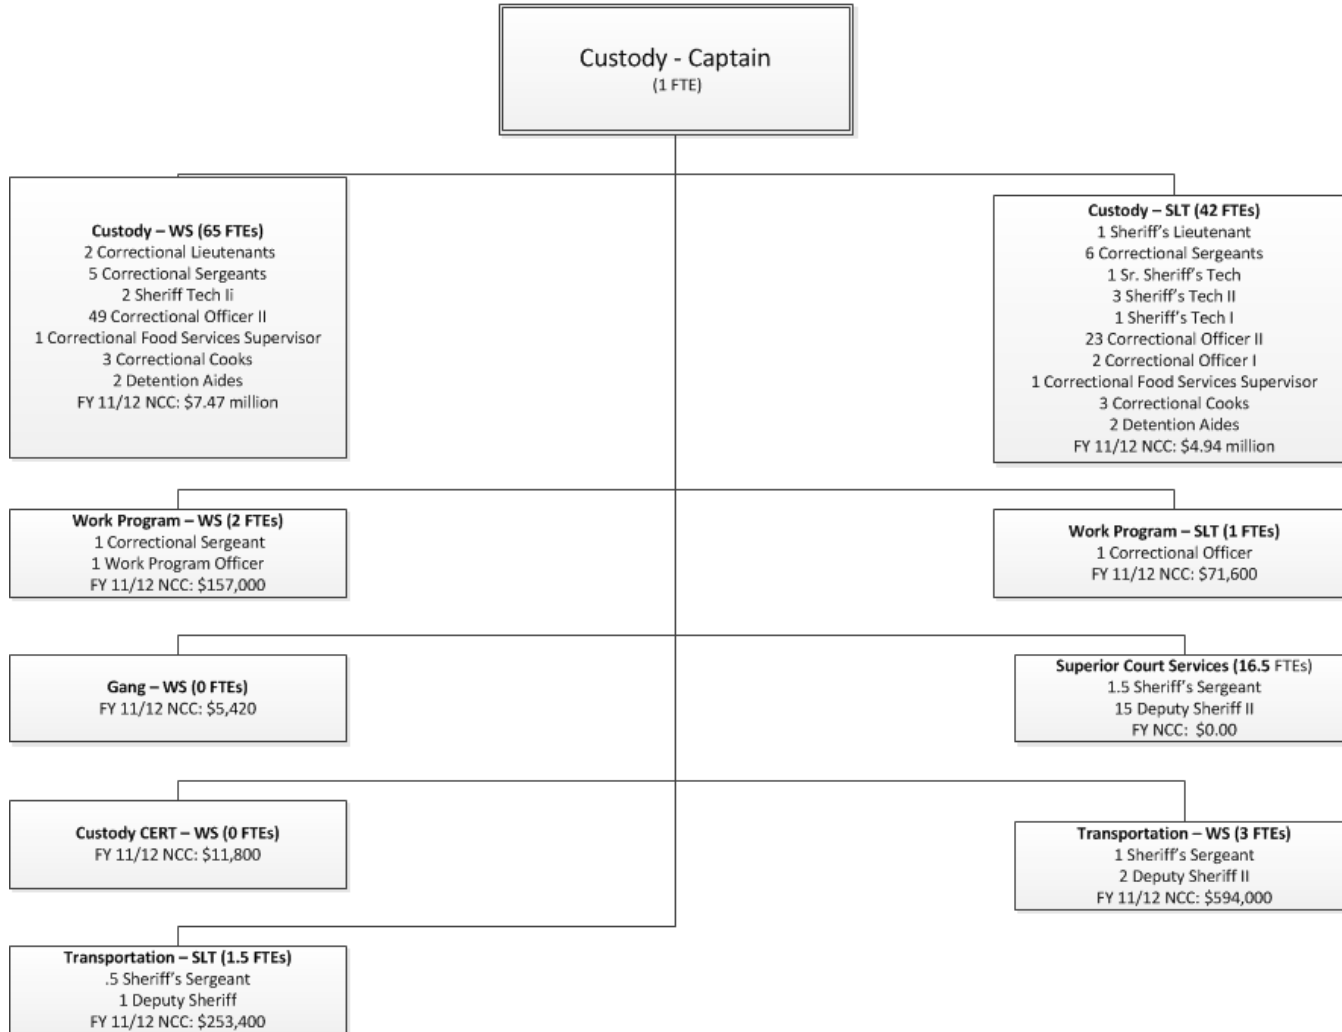 Custody - Captain
(1 FTE)
Custody – WS (65 FTEs)
2 Correctional Lieutenants
5 Correctional Sergeants
2 Sheriff Tech Ii
49 Correctional Officer II
1 Correctional Food Services Supervisor
3 Correctional Cooks
2 Detention Aides
FY 11/12 NCC: $7.47 million
Custody – SLT (42 FTEs)
1 Sheriff's Lieutenant
6 Correctional Sergeants
1 Sr. Sheriff's Tech
3 Sheriff's Tech II
1 Sheriff's Tech I
23 Correctional Officer II
2 Correctional Officer I
1 Correctional Food Services Supervisor
3 Correctional Cooks
2 Detention Aides
FY 11/12 NCC: $4.94 million
Work Program – WS (2 FTEs)
1 Correctional Sergeant
1 Work Program Officer
FY 11/12 NCC: $157,000
Work Program – SLT (1 FTEs)
1 Correctional Officer
FY 11/12 NCC: $71,600
Gang – WS (0 FTEs)
FY 11/12 NCC: $5,420
Superior Court Services (16.5 FTEs)
1.5 Sheriff's Sergeant
15 Deputy Sheriff II
FY NCC: $0.00
Custody CERT – WS (0 FTEs)
FY 11/12 NCC: $11,800
Transportation – WS (3 FTEs)
1 Sheriff's Sergeant
2 Deputy Sheriff II
FY 11/12 NCC: $594,000
Transportation – SLT (1.5 FTEs)
.5 Sheriff's Sergeant
1 Deputy Sheriff
FY 11/12 NCC: $253,400